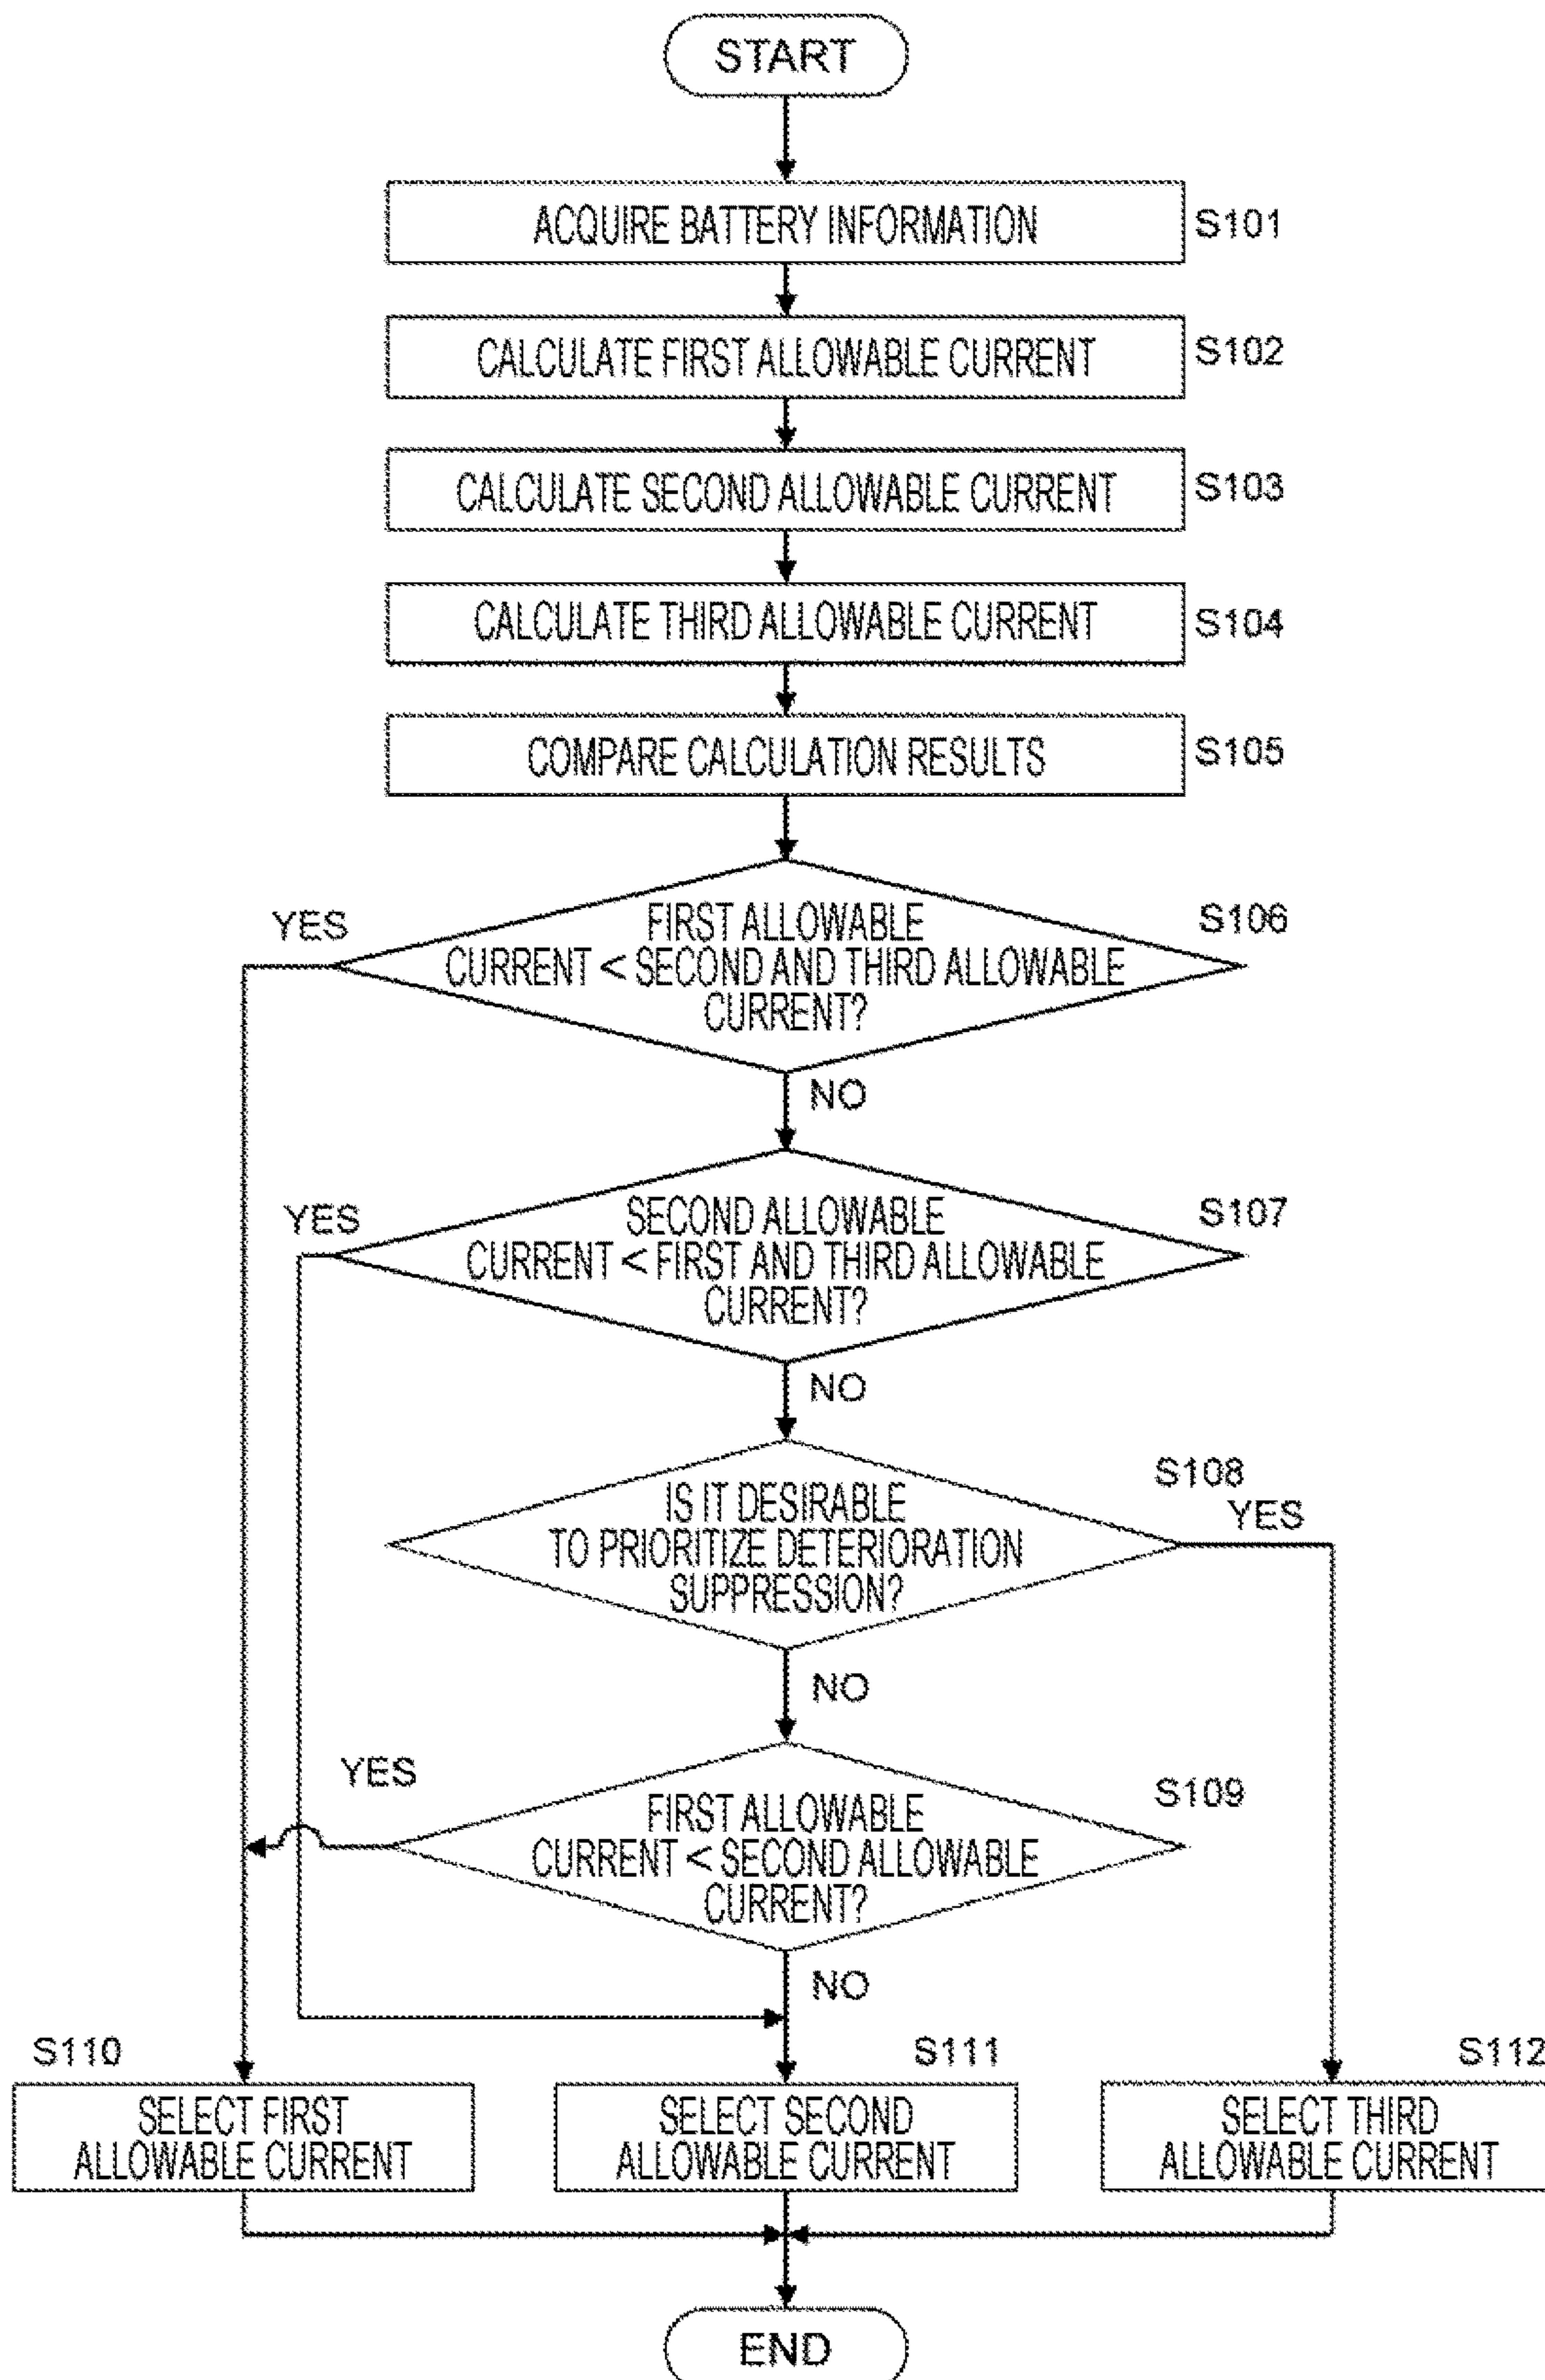 START
ACQUIRE BATTERY INFORMATION
S101
CALCULATE FIRST ALLOWABLE CURRENT
S102
CALCULATE SECOND ALLOWABLE CURRENT
S103
CALCULATE THIRD ALLOWABLE CURRENT
S104
COMPARE CALCULATION RESULTS
S105
YES
FIRST ALLOWABLE
CURRENT < SECOND AND THIRD ALLOWABLE
CURRENT?
S106
NO
YES
SECOND ALLOWABLE
CURRENT < FIRST AND THIRD ALLOWABLE
CURRENT?
S107
NO
IS IT DESIRABLE
TO PRIORITIZE DETERIORATION
SUPPRESSION?
S108
YES
NO
YES
FIRST ALLOWABLE
CURRENT < SECOND ALLOWABLE
CURRENT?
S109
NO
S110
SELECT FIRST
ALLOWABLE CURRENT
S111
SELECT SECOND
ALLOWABLE CURRENT
S112
SELECT THIRD
ALLOWABLE CURRENT
END